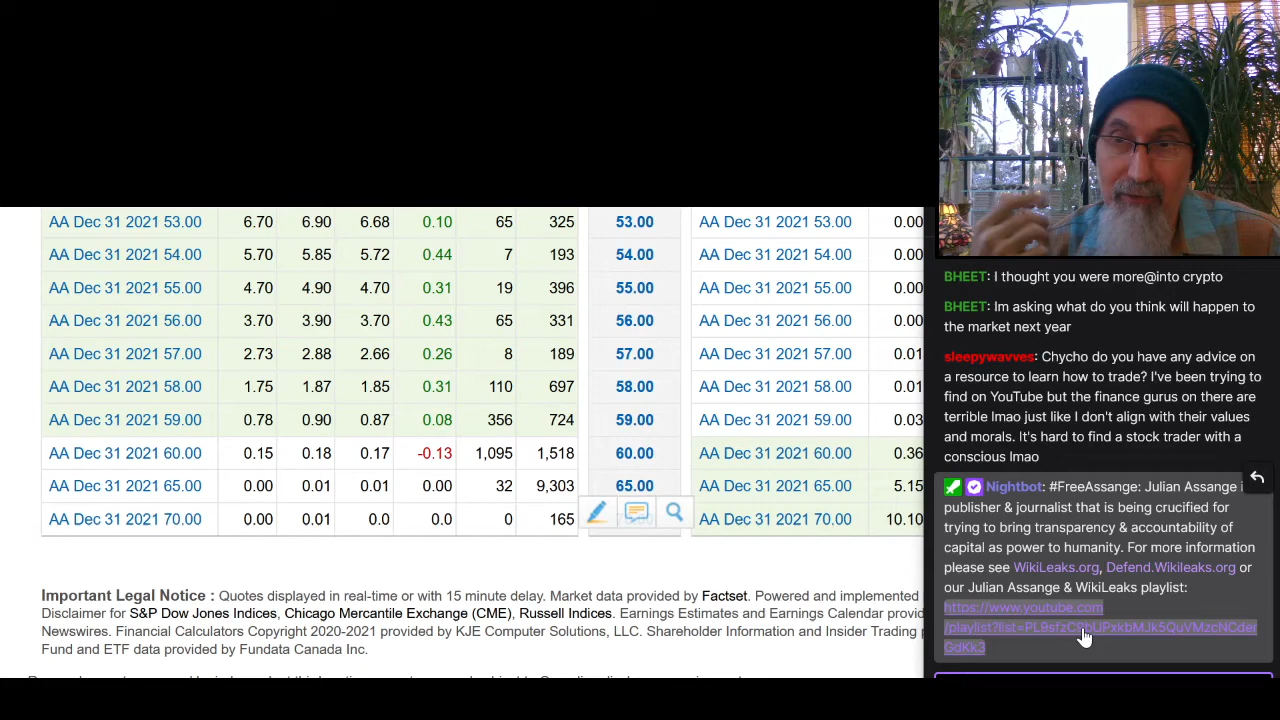 AA Dec 31 2021 53.00 6.70 6.90 6.68 0.10 65 325 53.00 AA Dec 31 2021 53.00 0.00
AA Dec 31 2021 54.00 5.70 5.85 5.72 0.44 7 193 54.00 AA Dec 31 2021 54.00 0.00
AA Dec 31 2021 55.00 4.70 4.90 4.70 0.31 19 396 55.00 AA Dec 31 2021 55.00 0.00
AA Dec 31 2021 56.00 3.70 3.90 3.70 0.43 65 331 56.00 AA Dec 31 2021 56.00 0.00
AA Dec 31 2021 57.00 2.73 2.88 2.66 0.26 8 189 57.00 AA Dec 31 2021 57.00 0.01
AA Dec 31 2021 58.00 1.75 1.87 1.85 0.31 110 697 58.00 AA Dec 31 2021 58.00 0.01
AA Dec 31 2021 59.00 0.78 0.90 0.87 0.08 356 724 59.00 AA Dec 31 2021 59.00 0.03
AA Dec 31 2021 60.00 0.15 0.18 0.17 -0.13 1,095 1,518 60.00 AA Dec 31 2021 60.00 0.36
AA Dec 31 2021 65.00 0.00 0.01 0.01 0.00 32 9,303 65.00 AA Dec 31 2021 65.00 5.15
AA Dec 31 2021 70.00 0.00 0.01 0.0 0.0 0 165 AA Dec 31 2021 70.00 10.10
Important Legal Notice : Quotes displayed in real-time or with 15 minute delay. Market data provided by Factset. Powered and implemented
Disclaimer for S&P Dow Jones Indices, Chicago Mercantile Exchange (CME), Russell Indices. Earnings Estimates and Earnings Calendar provid
Newswires. Financial Calculators Copyright 2020-2021 provided by KJE Computer Solutions, LLC. Shareholder Information and Insider Trading p
Fund and ETF data provided by Fundata Canada Inc.
BHEET: I thought you were more@into crypto
BHEET: Im asking what do you think will happen to
the market next year
sleepywavves: Chycho do you have any advice on
a resource to learn how to trade? I've been trying to
find on YouTube but the finance gurus on there are
terrible lmao just like I don't align with their values
and morals. It's hard to find a stock trader with a
conscious lmao
Nightbot: #FreeAssange: Julian Assange i
publisher & journalist that is being crucified for
trying to bring transparency & accountability of
capital as power to humanity. For more information
please see WikiLeaks.org, Defend.Wikileaks.org or
our Julian Assange & WikiLeaks playlist:
https://www.youtube.com
GdKk3